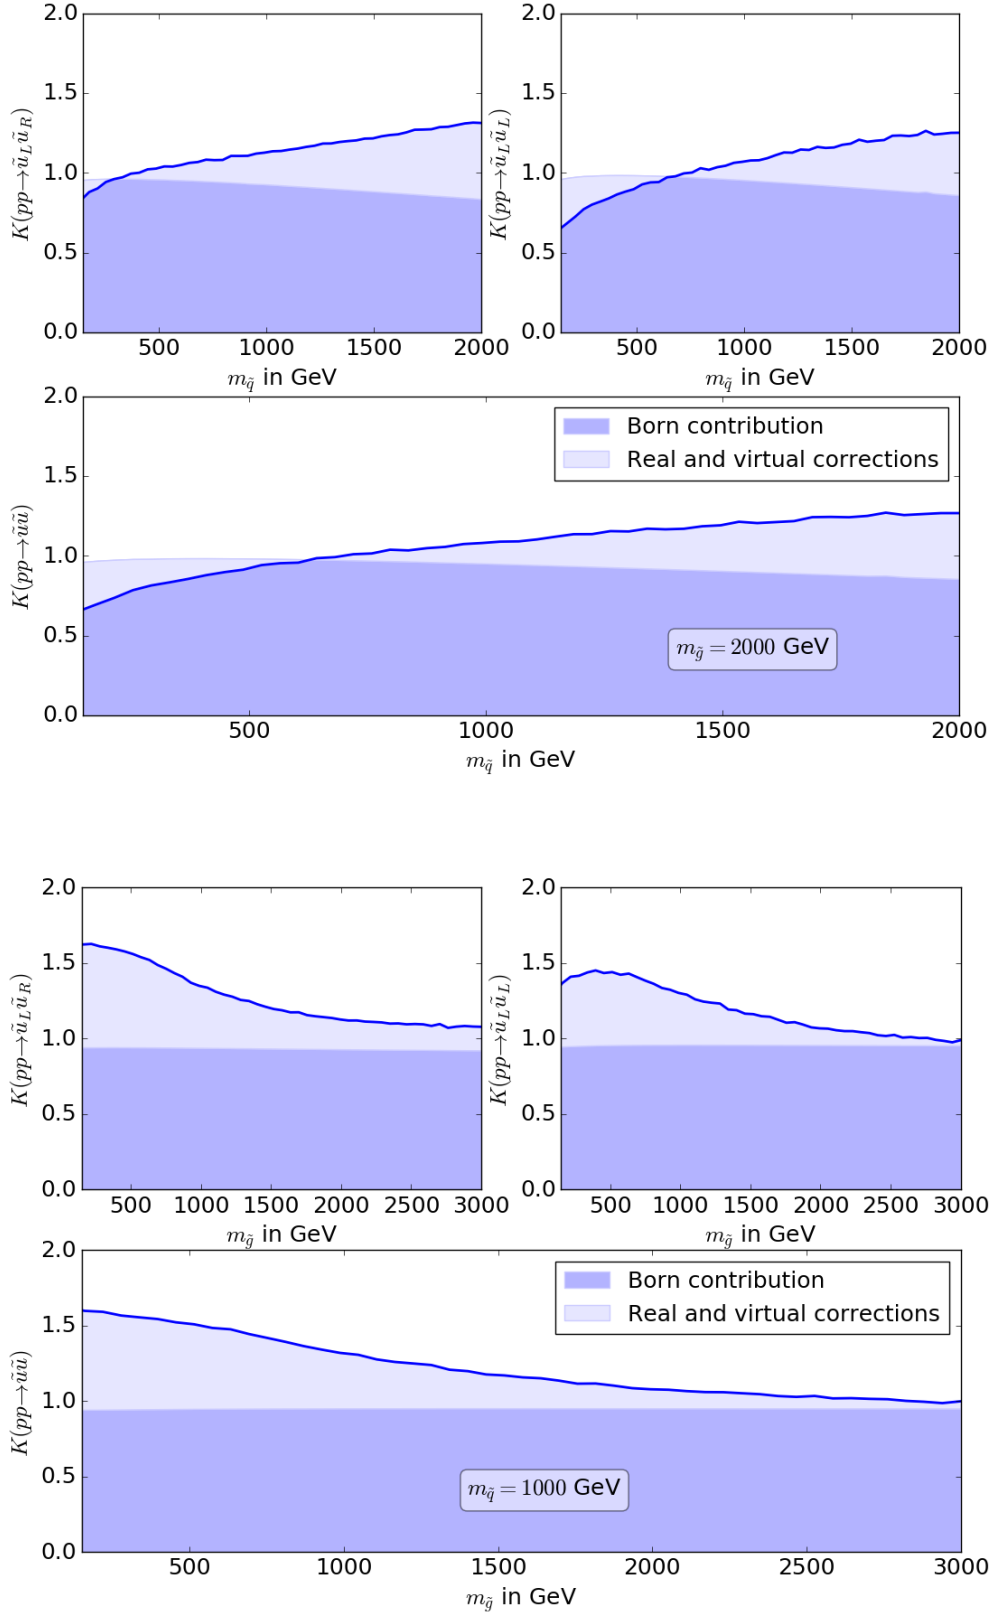 2.0
1.5
1.0
0.5
0.0
K(pp→ũ_Lũ_R)
500 1000 1500 2000
m_q̃ in GeV
2.0
1.5
1.0
0.5
0.0
K(pp→ũ_Lũ_L)
500 1000 1500 2000
m_q̃ in GeV
2.0
1.5
1.0
0.5
0.0
K(pp→ũũ)
Born contribution
Real and virtual corrections
m_g̃ = 2000 GeV
500 1000 1500 2000
m_q̃ in GeV
2.0
1.5
1.0
0.5
0.0
K(pp→ũ_Lũ_R)
500 1000 1500 2000 2500 3000
m_g̃ in GeV
2.0
1.5
1.0
0.5
0.0
K(pp→ũ_Lũ_L)
500 1000 1500 2000 2500 3000
m_g̃ in GeV
2.0
1.5
1.0
0.5
0.0
K(pp→ũũ)
Born contribution
Real and virtual corrections
m_q̃ = 1000 GeV
500 1000 1500 2000 2500 3000
m_g̃ in GeV